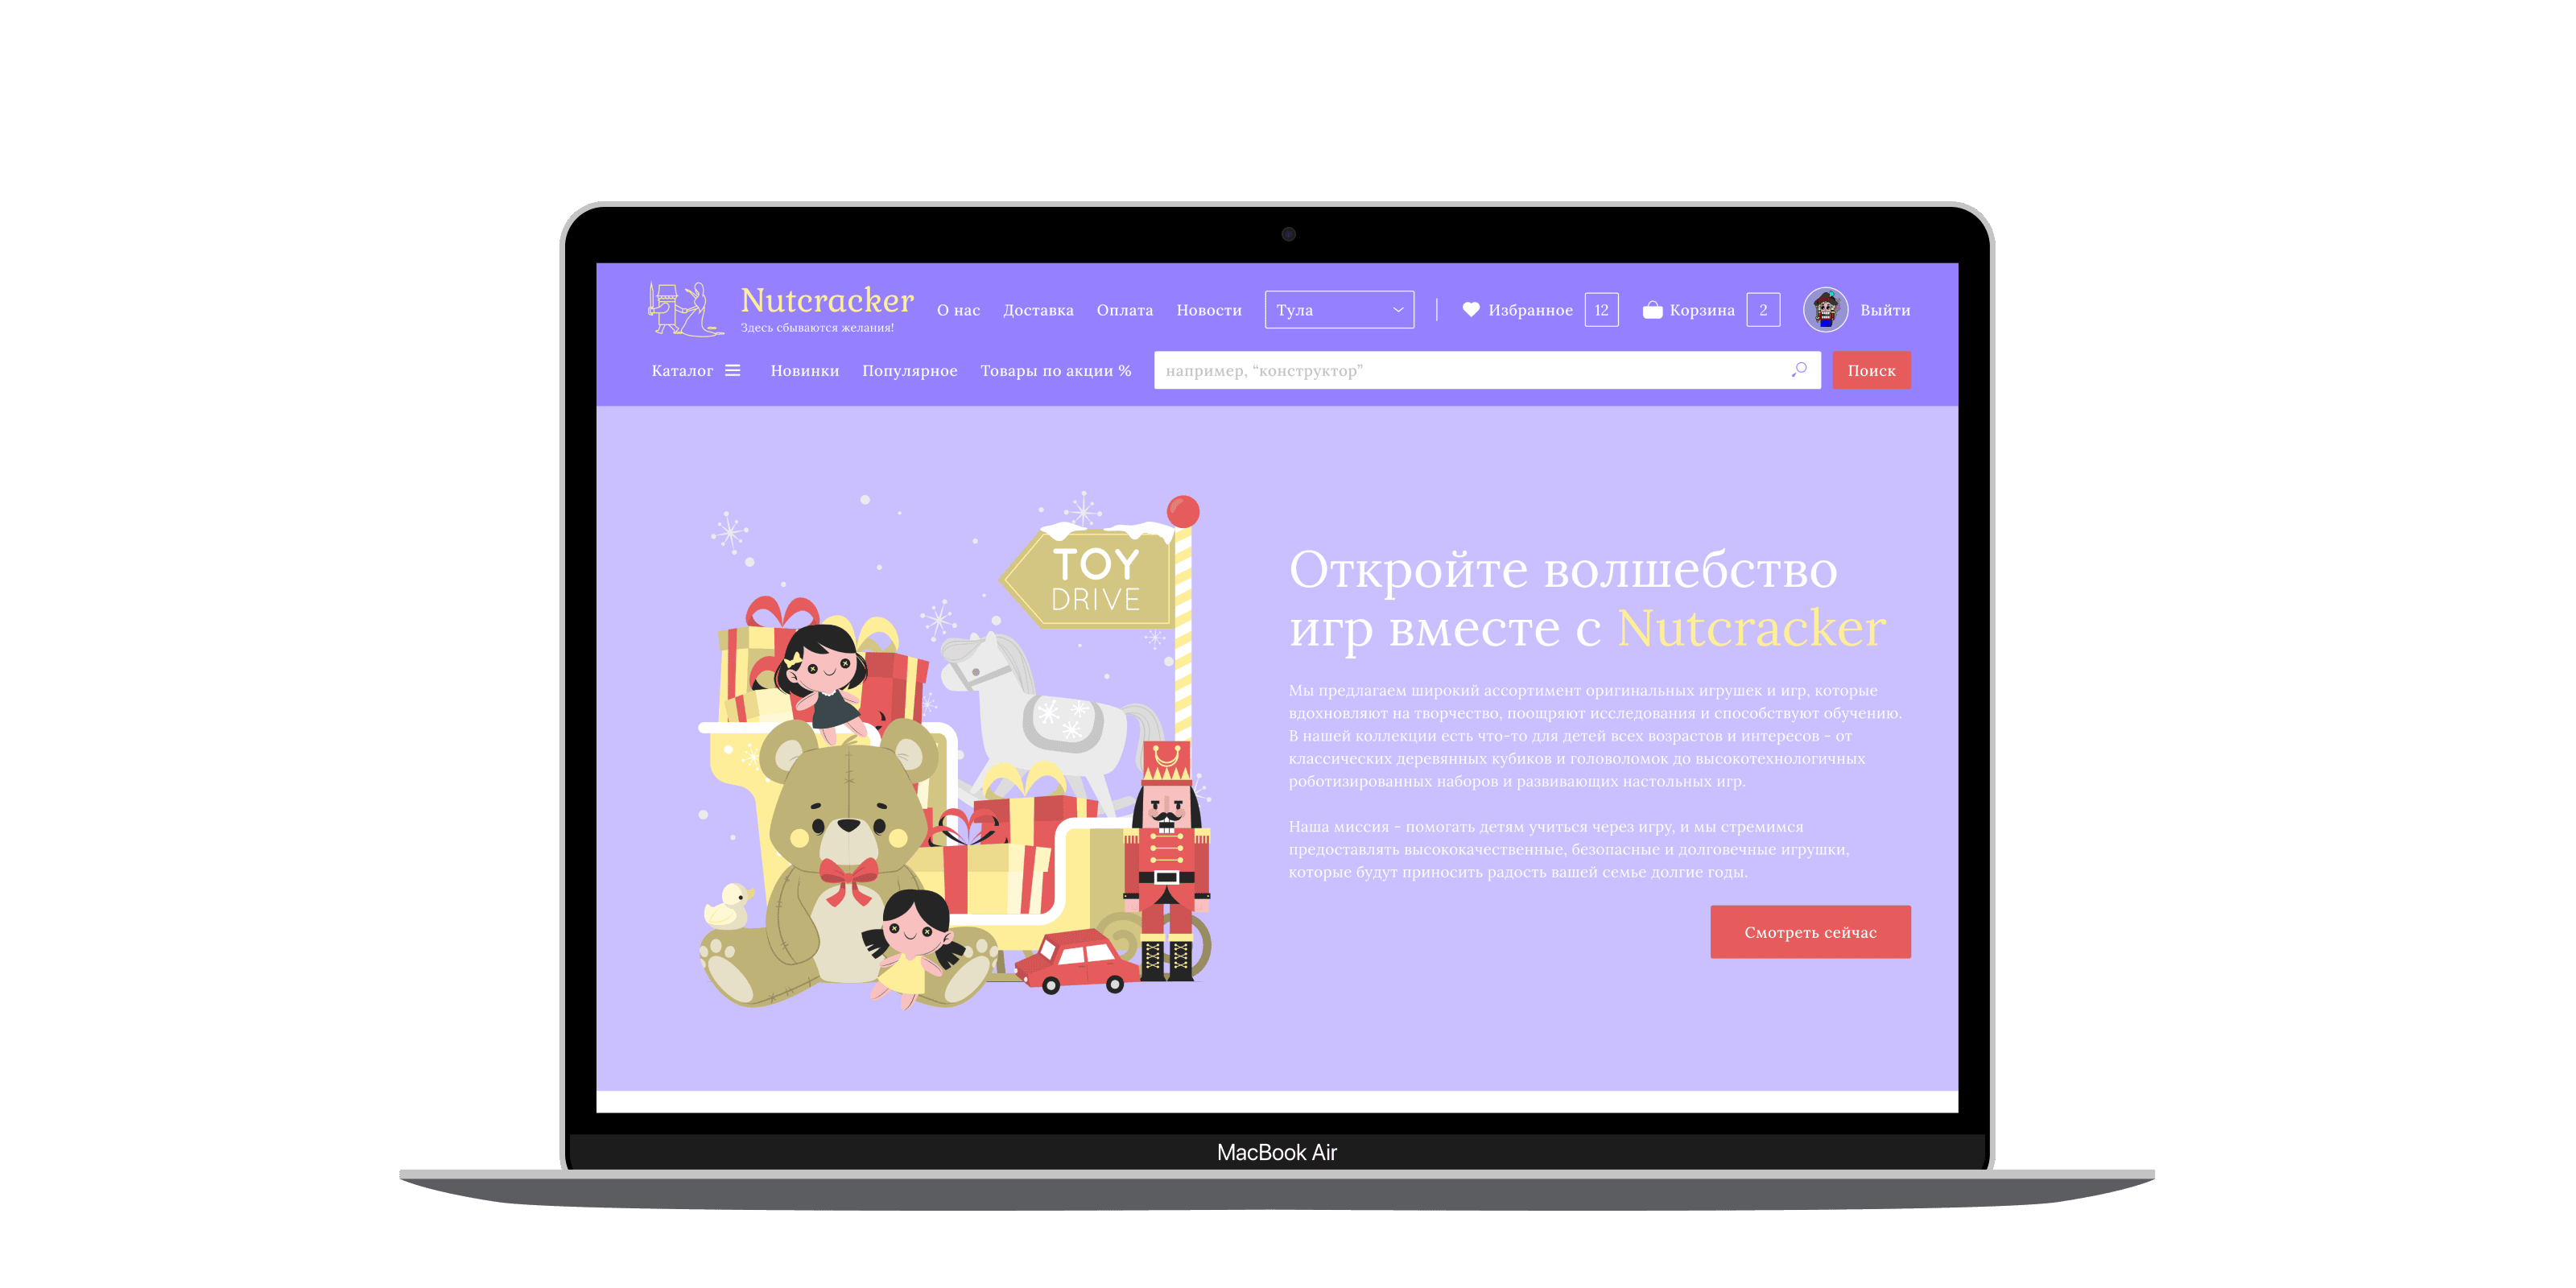 Nutcracker
Здесь сбываются желания!
О нас Доставка Оплата Новости Тула Избранное 12 Корзина 2 Выйти
Каталог Новинки Популярное Товары по акции % например, “конструктор” Поиск
TOY
DRIVE
Откройте волшебство
игр вместе с Nutcracker
Мы предлагаем широкий ассортимент оригинальных игрушек и игр, которые
вдохновляют на творчество, поощряют исследования и способствуют обучению.
В нашей коллекции есть что-то для детей всех возрастов и интересов - от
классических деревянных кубиков и головоломок до высокотехнологичных
роботизированных наборов и развивающих настольных игр.
Наша миссия - помогать детям учиться через игру, и мы стремимся
предоставлять высококачественные, безопасные и долговечные игрушки,
которые будут приносить радость вашей семье долгие годы.
Смотреть сейчас
MacBook Air